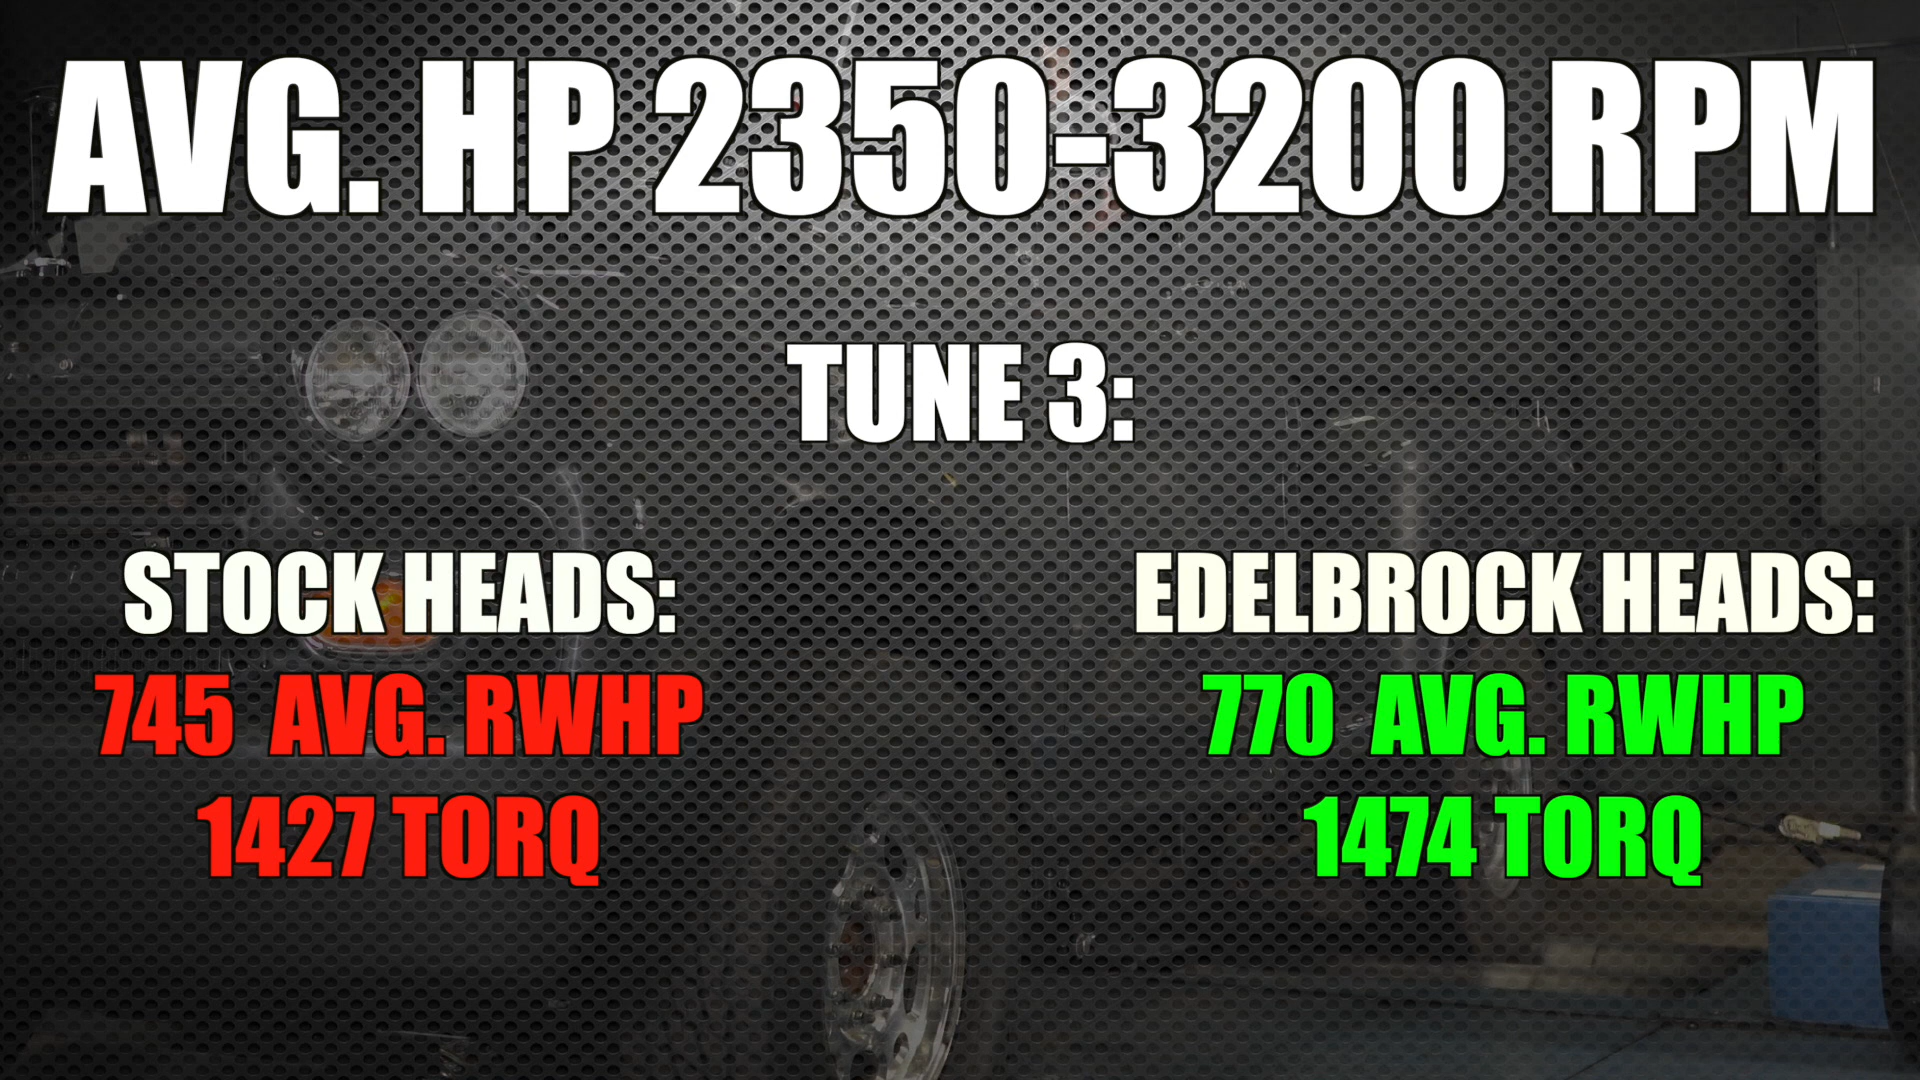 AVG. HP 2350-3200 RPM
TUNE 3:
STOCK HEADS:
745 AVG. RWHP
1427 TORQ
EDELBROCK HEADS:
770 AVG. RWHP
1474 TORQ